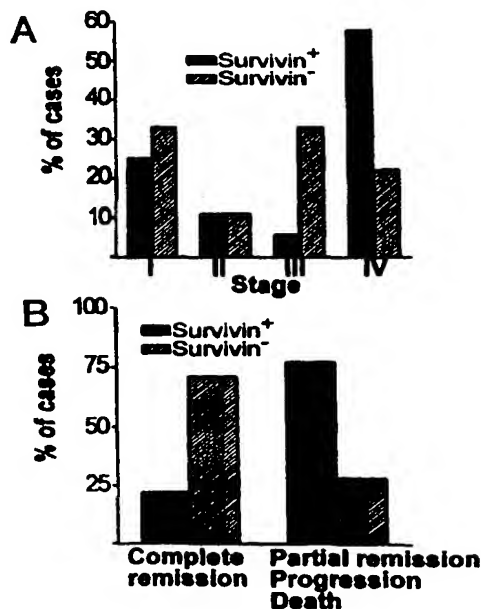 A
60
50
40
30
20
10
% of cases
Survivin+
Survivin-
I
II
III
IV
Stage
B
100
75
50
25
% of cases
Survivin+
Survivin-
Complete
remission
Partial remission
Progression
Death